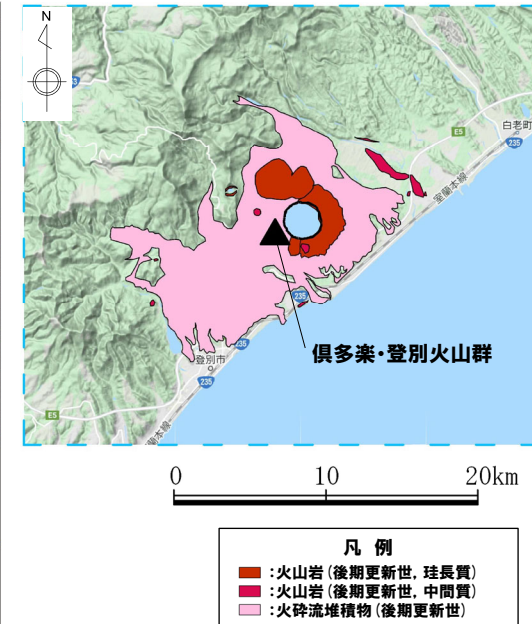 N
3
白老町
E5
235
室蘭本線
235
倶多楽・登別火山群
35
登別市
235
E5
室蘭本線
0 10 20km
凡 例
：火山岩（後期更新世，珪長質）
：火山岩（後期更新世，中間質）
：火砕流堆積物（後期更新世）